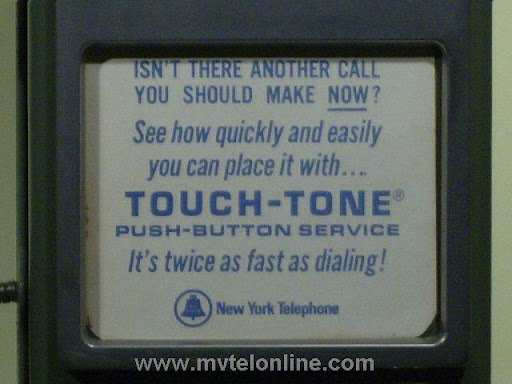 ISN'T THERE ANOTHER CALL
YOU SHOULD MAKE NOW?
See how quickly and easily
you can place it with....
TOUCH-TONE®
PUSH-BUTTON SERVICE
It's twice as fast as dialing!
New York Telephone
www.mvtelonline.com